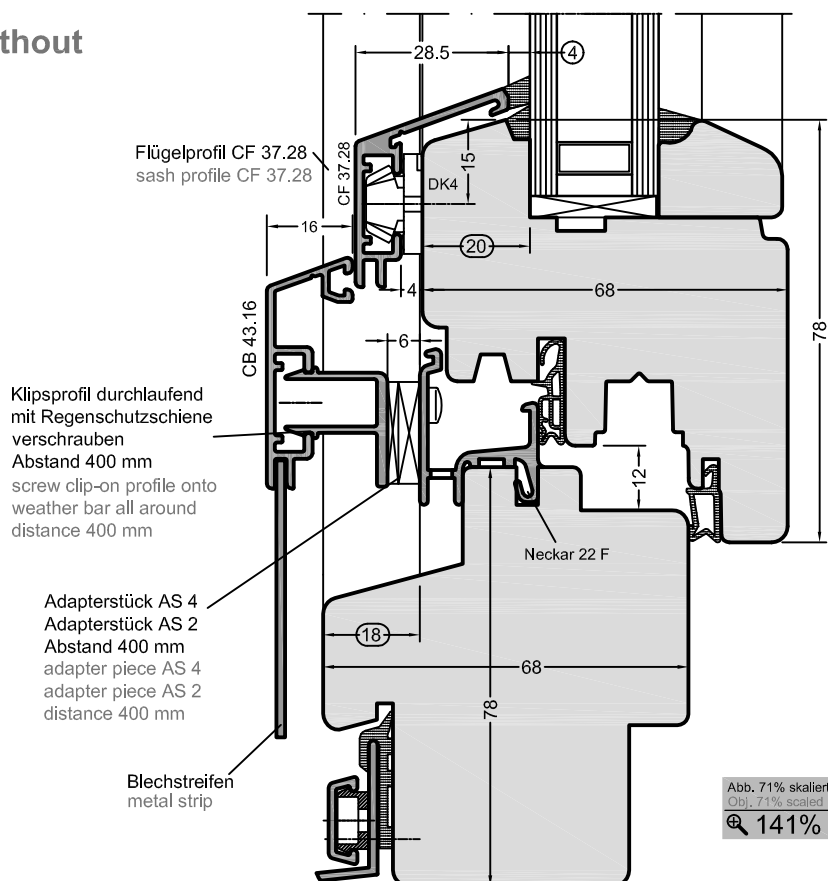 thout
28.5
4
Flügelprofil CF 37.28
sash profile CF 37.28
CF 37.28
15
DK4
16
20
4
68
78
CB 43.16
6
Klipsprofil durchlaufend
mit Regenschutzschiene
verschrauben
Abstand 400 mm
screw clip-on profile onto
weather bar all around
distance 400 mm
12
Neckar 22 F
Adapterstück AS 4
Adapterstück AS 2
Abstand 400 mm
adapter piece AS 4
adapter piece AS 2
distance 400 mm
18
68
78
Blechstreifen
metal strip
Abb. 71% skaliert
Obj. 71% scaled
141%